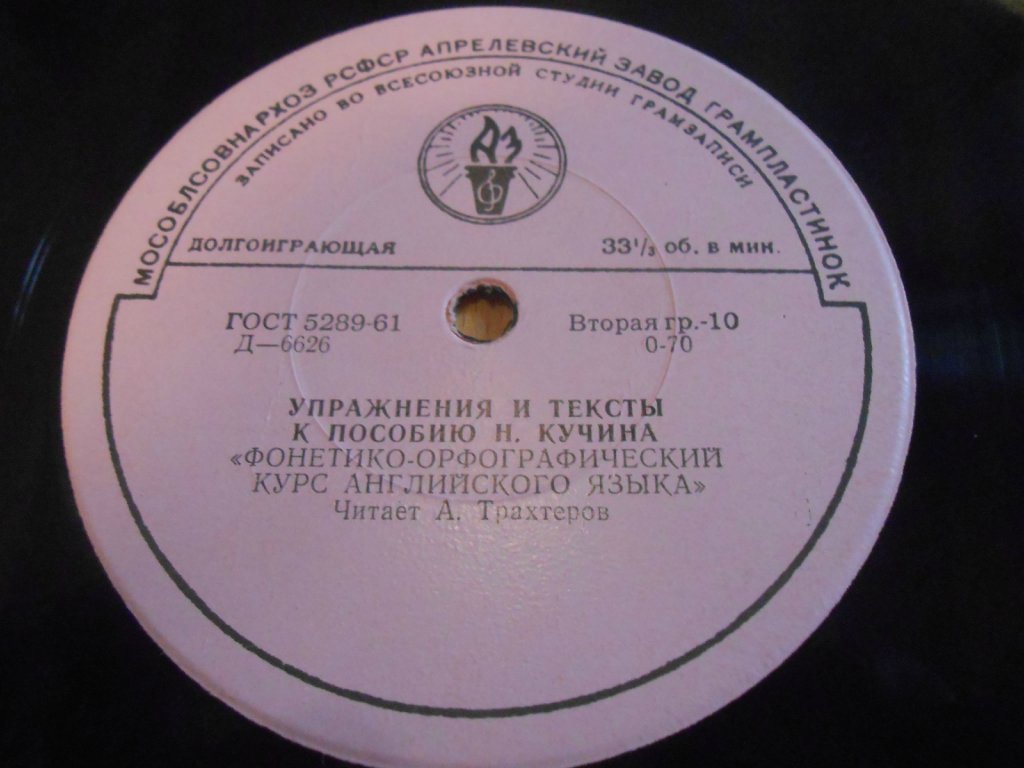 МОСОБЛСОВНАРХОЗ РСФСР АПРЕЛЕВСКИЙ ЗАВОД ГРАМПЛАСТИНОК
ЗАПИСАНО ВО ВСЕСОЮЗНОЙ СТУДИИ ГРАМЗАПИСИ
АЗ
ДОЛГОИГРАЮЩАЯ 33⅓ об. в мин.
ГОСТ 5289-61 Вторая гр.-10
Д—6626 0-70
УПРАЖНЕНИЯ И ТЕКСТЫ
К ПОСОБИЮ Н. КУЧИНА
«ФОНЕТИКО-ОРФОГРАФИЧЕСКИЙ
КУРС АНГЛИЙСКОГО ЯЗЫКА»
Читает А. Трахтеров